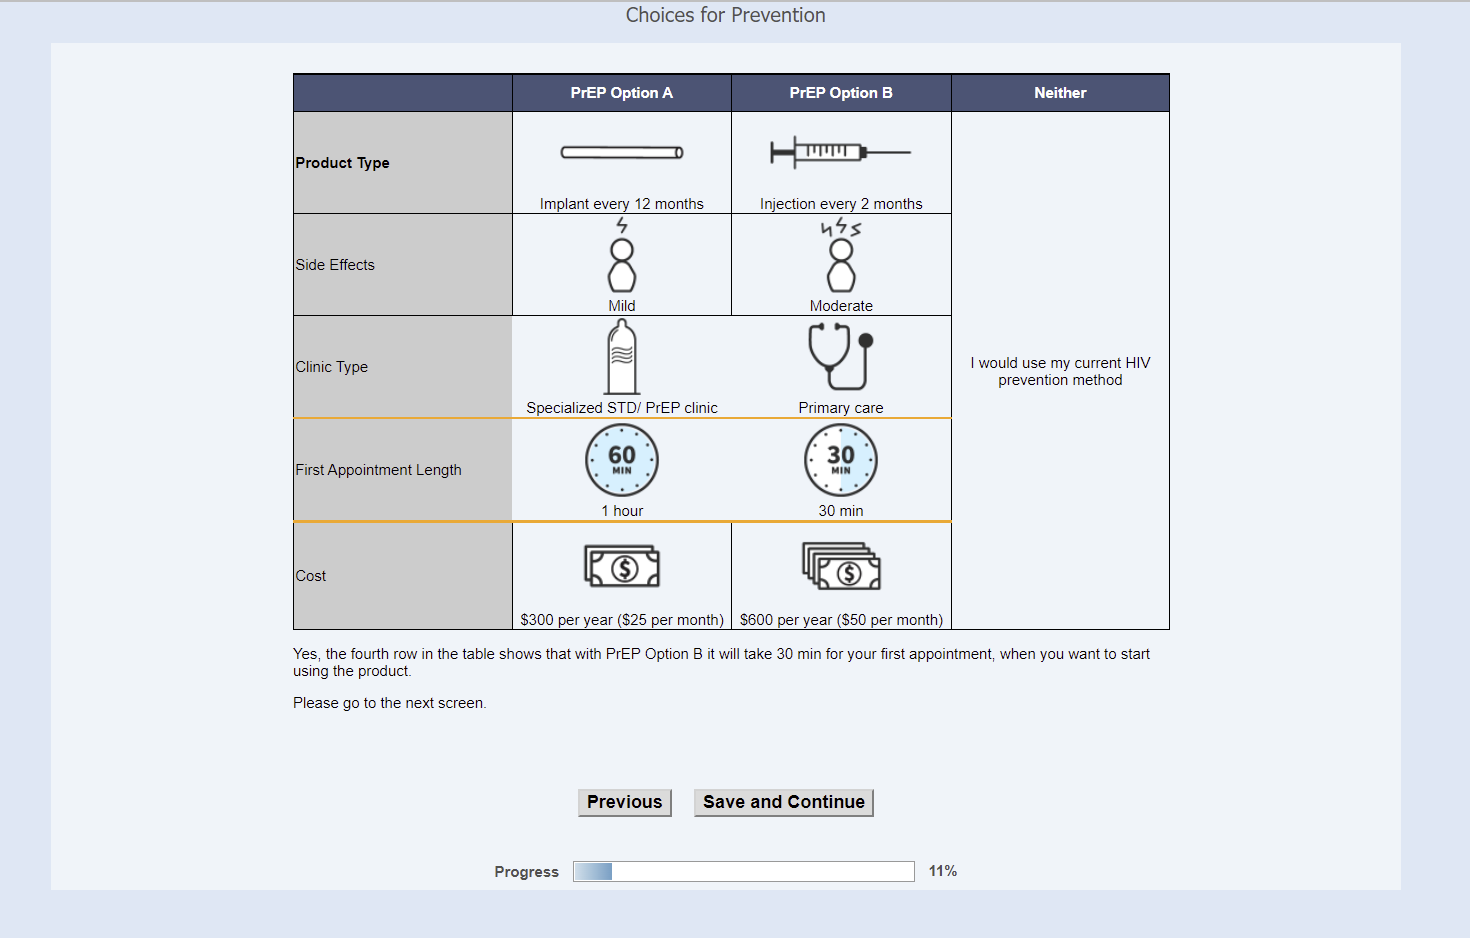 Choices for Prevention
PrEP Option A
PrEP Option B
Neither
Product Type
Implant every 12 months
Injection every 2 months
Side Effects
Mild
Moderate
I would use my current HIV
prevention method
Clinic Type
Specialized STD/ PrEP clinic
Primary care
First Appointment Length
60
MIN
1 hour
30
MIN
30 min
Cost
$
$300 per year ($25 per month)
$
$600 per year ($50 per month)
Yes, the fourth row in the table shows that with PrEP Option B it will take 30 min for your first appointment, when you want to start
using the product.
Please go to the next screen.
Previous
Save and Continue
Progress
11%